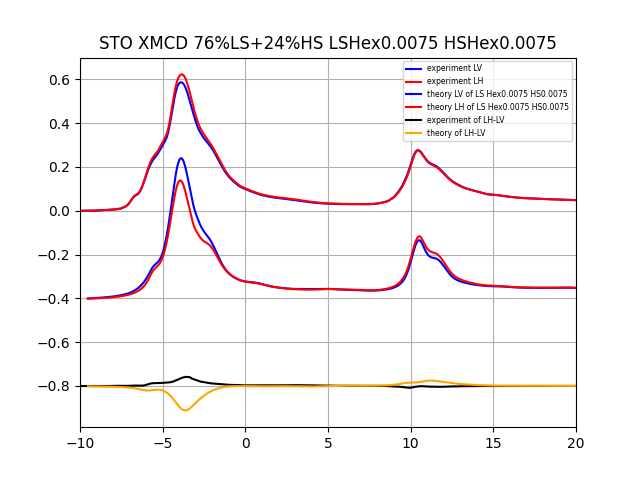 STO XMCD 76%LS+24%HS LSHex0.0075 HSHex0.0075
experiment LV
experiment LH
theory LV of LS Hex0.0075 HS0.0075
theory LH of LS Hex0.0075 HS0.0075
experiment of LH-LV
theory of LH-LV
0.6
0.4
0.2
0.0
−0.2
−0.4
−0.6
−0.8
−10 −5 0 5 10 15 20